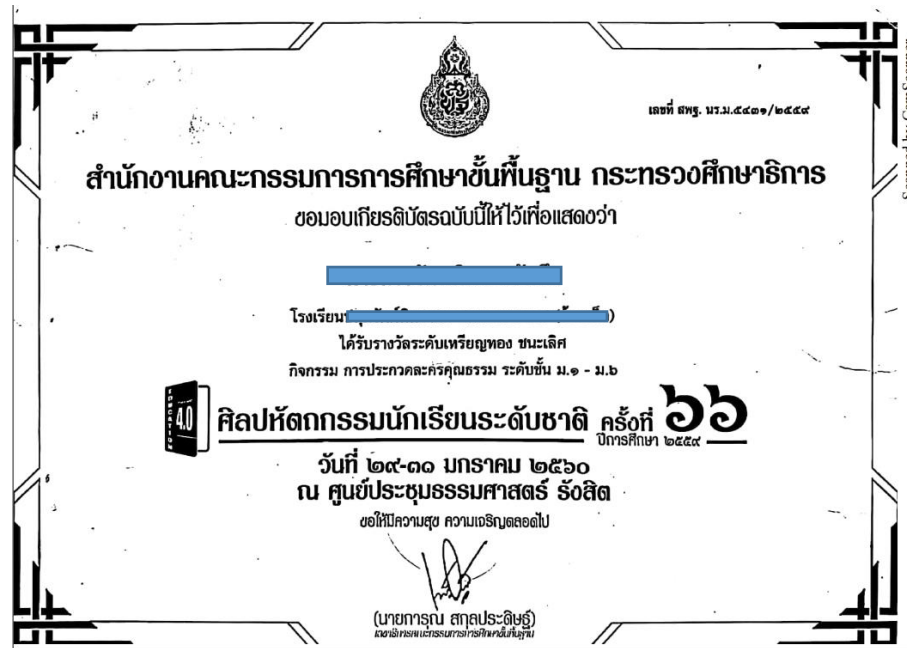 เลขที่ สพฐ. นร.ม.๕๔๓๑/๒๕๕๙
สำนักงานคณะกรรมการการศึกษาขั้นพื้นฐาน กระทรวงศึกษาธิการ
ขอมอบเกียรติบัตรฉบับนี้ให้ไว้เพื่อแสดงว่า
โรงเรียน
ได้รับรางวัลระดับเหรียญทอง ชนะเลิศ
กิจกรรม การประกวดละครคุณธรรม ระดับชั้น ม.๑ - ม.๖
EDUCATION 4.0
ศิลปหัตถกรรมนักเรียนระดับชาติ ครั้งที่ ๖๖
ปีการศึกษา ๒๕๕๙
วันที่ ๒๙-๓๑ มกราคม ๒๕๖๐
ณ ศูนย์ประชุมธรรมศาสตร์ รังสิต
ขอให้มีความสุข ความเจริญตลอดไป
(นายการุณ สกุลประดิษฐ์)
เลขาธิการคณะกรรมการการศึกษาขั้นพื้นฐาน
Scanned by CamScanner